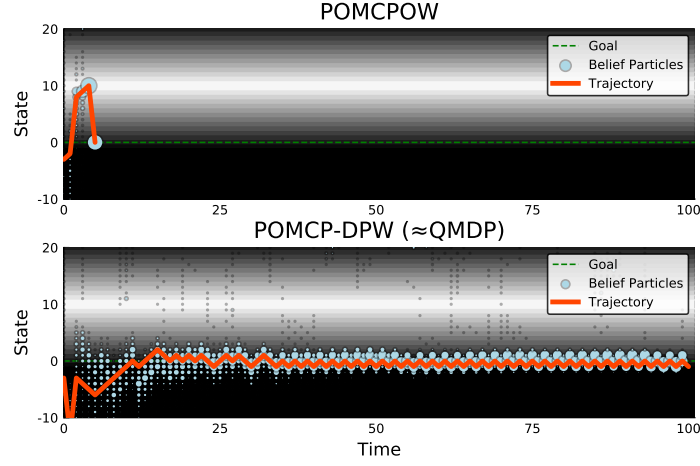 POMCPOW
20
10
0
-10
State
Goal
Belief Particles
Trajectory
0
25
50
75
100
POMCP-DPW (≈QMDP)
20
10
0
-10
State
Goal
Belief Particles
Trajectory
0
25
50
75
100
Time